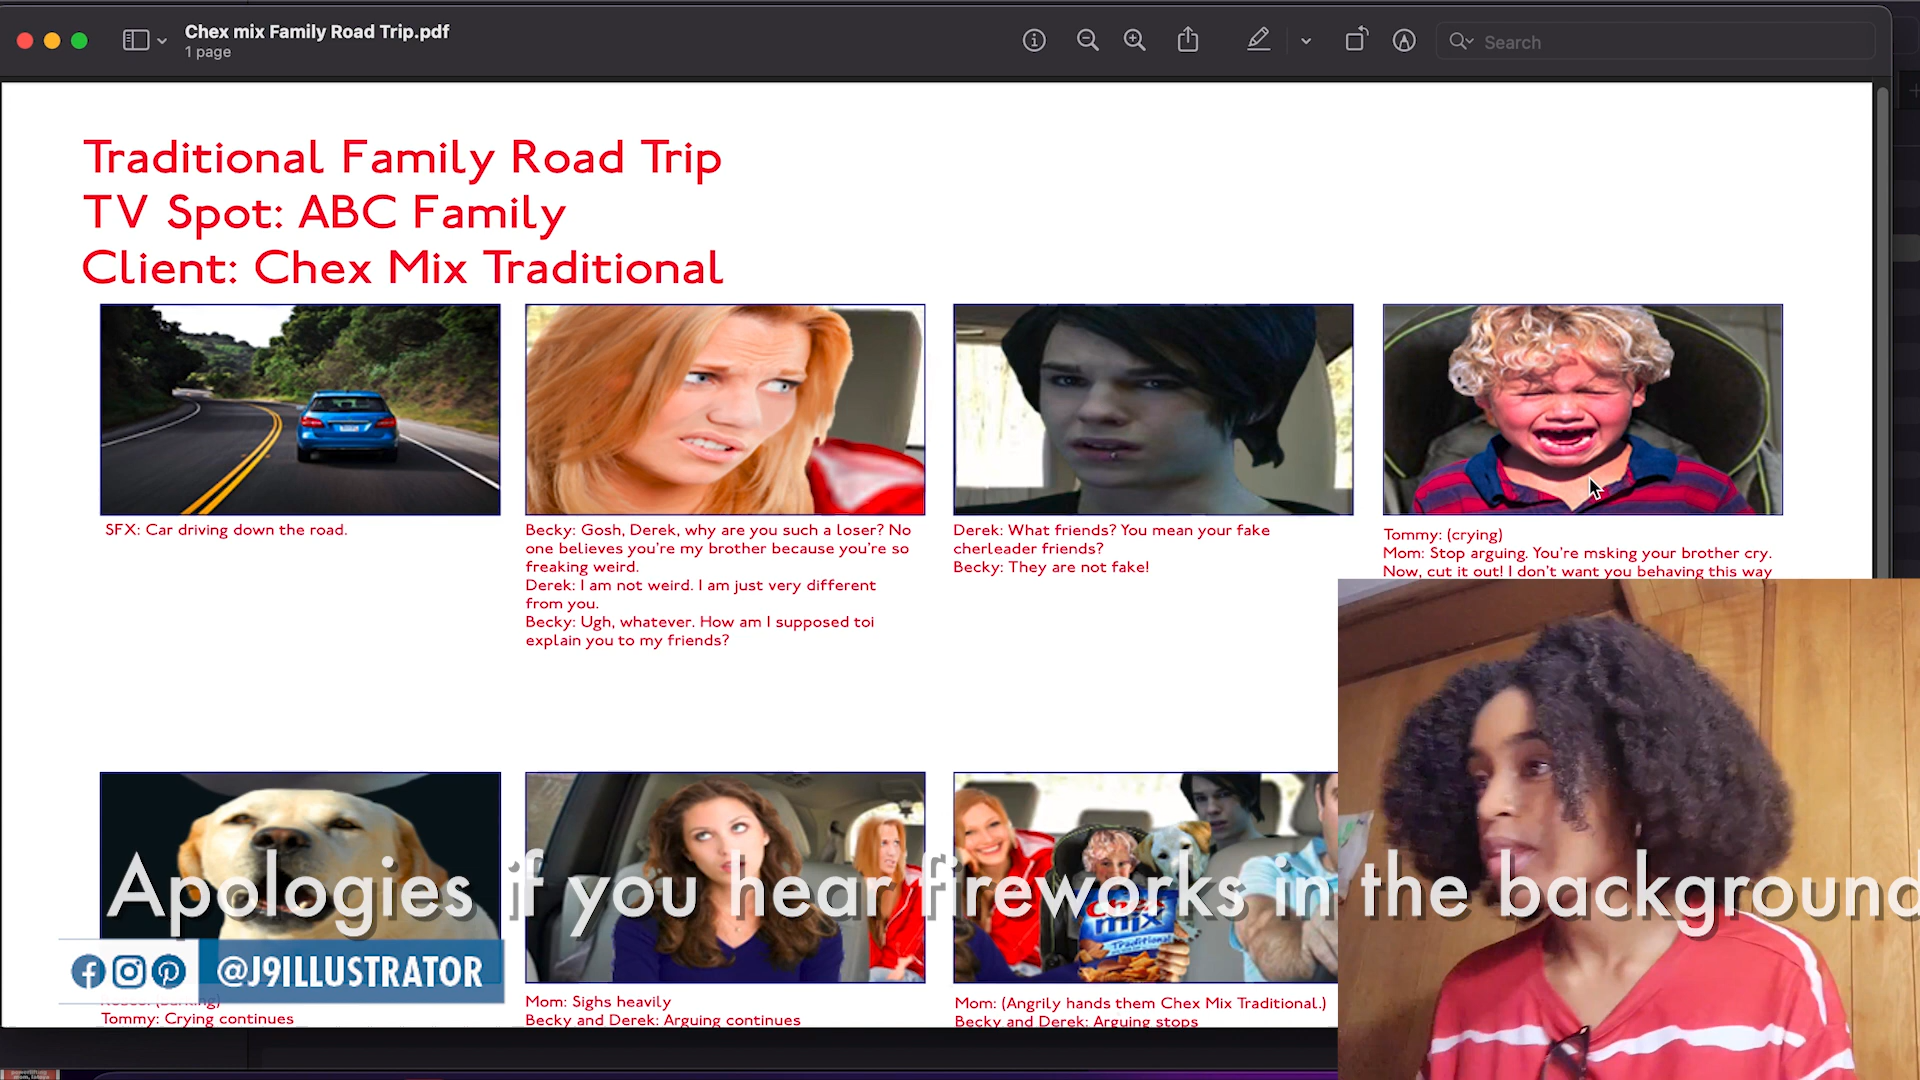 Chex mix Family Road Trip.pdf
1 page
Search
Traditional Family Road Trip
TV Spot: ABC Family
Client: Chex Mix Traditional
SFX: Car driving down the road.
Becky: Gosh, Derek, why are you such a loser? No
one believes you're my brother because you're so
freaking weird.
Derek: I am not weird. I am just very different
from you.
Becky: Ugh, whatever. How am I supposed toi
explain you to my friends?
Derek: What friends? You mean your fake
cherleader friends?
Becky: They are not fake!
Tommy: (crying)
Mom: Stop arguing. You're msking your brother cry.
Now, cut it out! I don't want you behaving this way
Apologies if you hear fireworks in the background
mix
Traditional
@J9ILLUSTRATOR
Tommy: Crying continues
Mom: Sighs heavily
Becky and Derek: Arguing continues
Mom: (Angrily hands them Chex Mix Traditional.)
Becky and Derek: Arguing stops